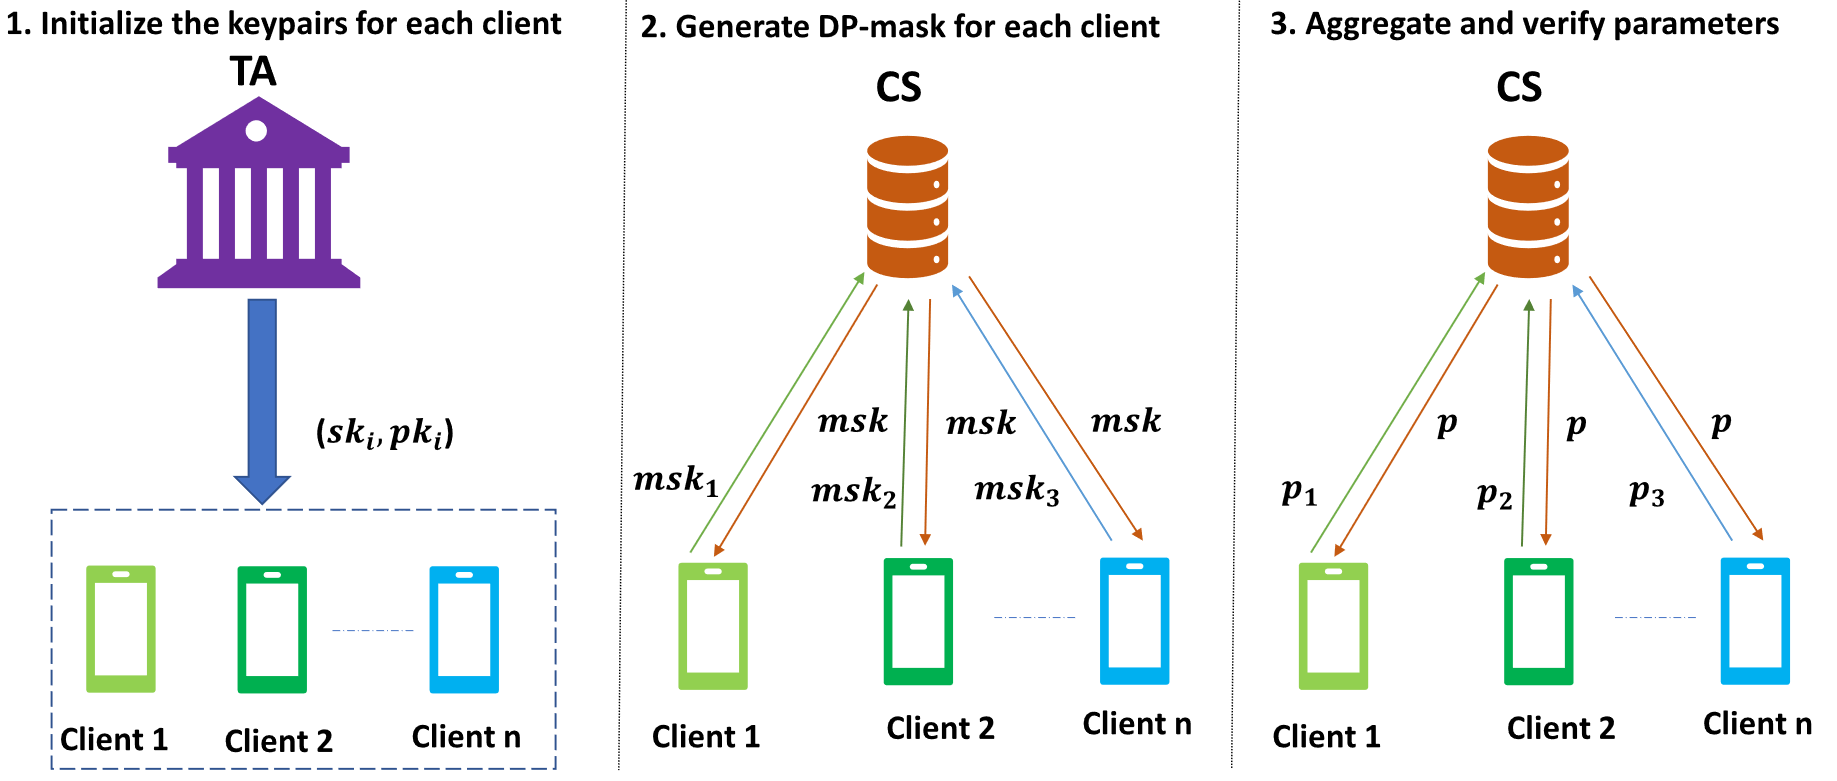 1. Initialize the keypairs for each client
TA
(sk_i, pk_i)
Client 1
Client 2
Client n
2. Generate DP-mask for each client
CS
msk
msk
msk
msk_1
msk_2
msk_3
Client 1
Client 2
Client n
3. Aggregate and verify parameters
CS
p
p
p
p_1
p_2
p_3
Client 1
Client 2
Client n